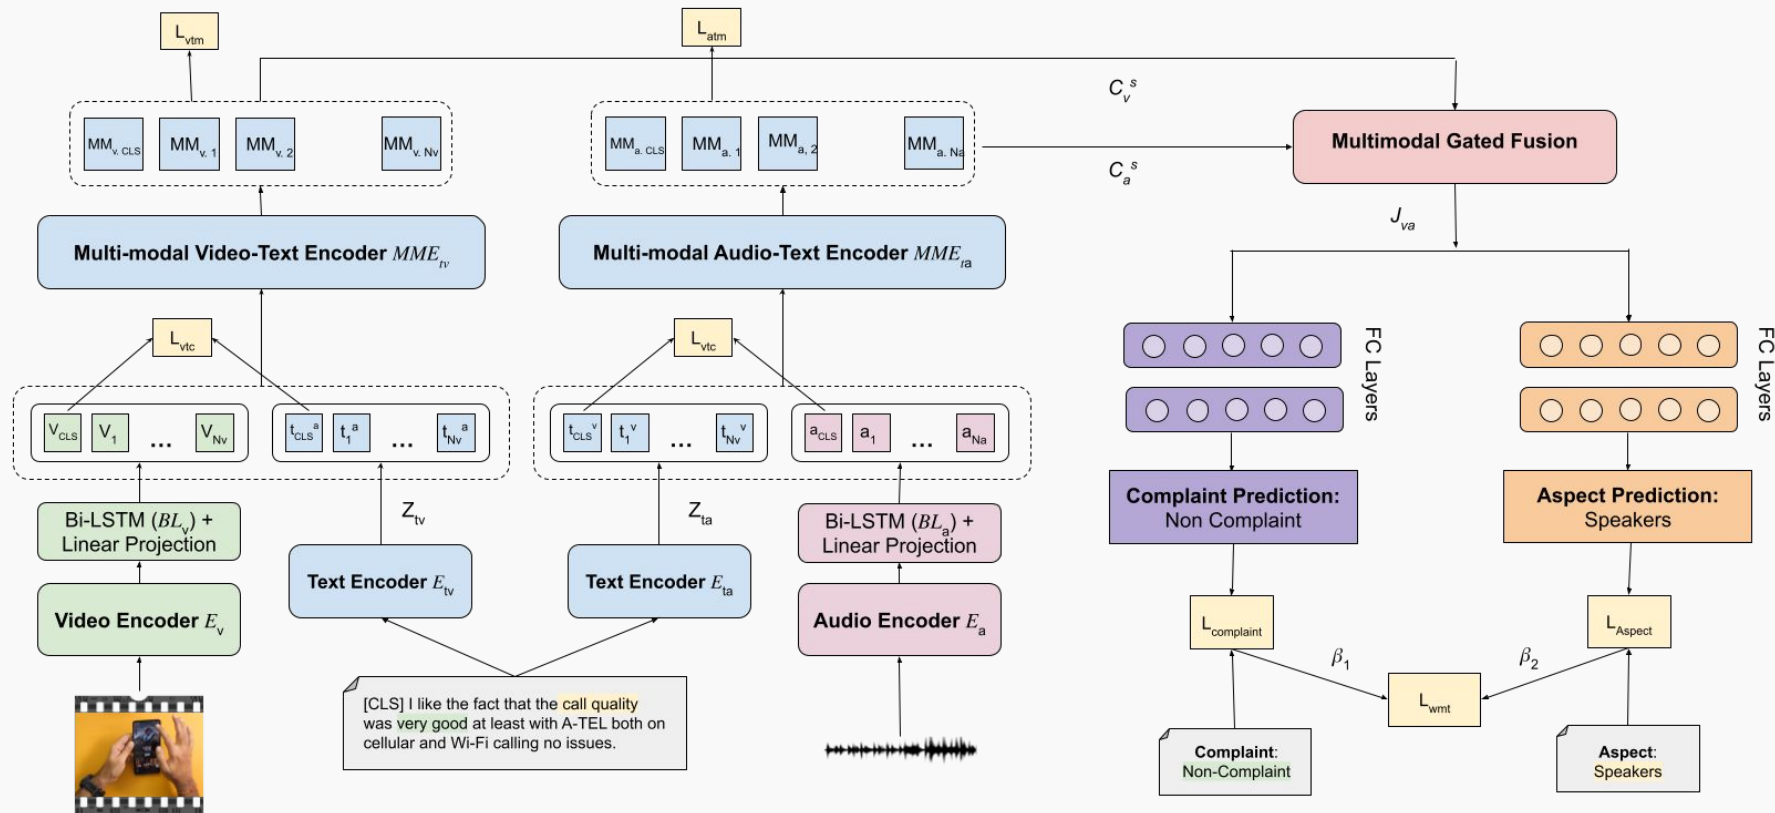 L_vtm
L_atm
C_v^s
MM_v. CLS MM_v. 1 MM_v. 2 MM_v. Nv
MM_a. CLS MM_a. 1 MM_a, 2 MM_a. Na
Multimodal Gated Fusion
C_a^s
J_va
Multi-modal Video-Text Encoder MME_tv
Multi-modal Audio-Text Encoder MME_ta
L_vtc
L_vtc
FC Layers
FC Layers
V_CLS V_1 ... V_Nv
t_CLS^a t_1^a ... t_Nv^a
t_CLS^v t_1^v ... t_Nv^v
a_CLS a_1 ... a_Na
Bi-LSTM (BL_v) +
Linear Projection
Z_tv
Z_ta
Bi-LSTM (BL_a) +
Linear Projection
Complaint Prediction:
Non Complaint
Aspect Prediction:
Speakers
Text Encoder E_tv
Text Encoder E_ta
Video Encoder E_v
Audio Encoder E_a
L_complaint
L_Aspect
β_1
β_2
L_wmt
[CLS] I like the fact that the call quality
was very good at least with A-TEL both on
cellular and Wi-Fi calling no issues.
Complaint:
Non-Complaint
Aspect:
Speakers